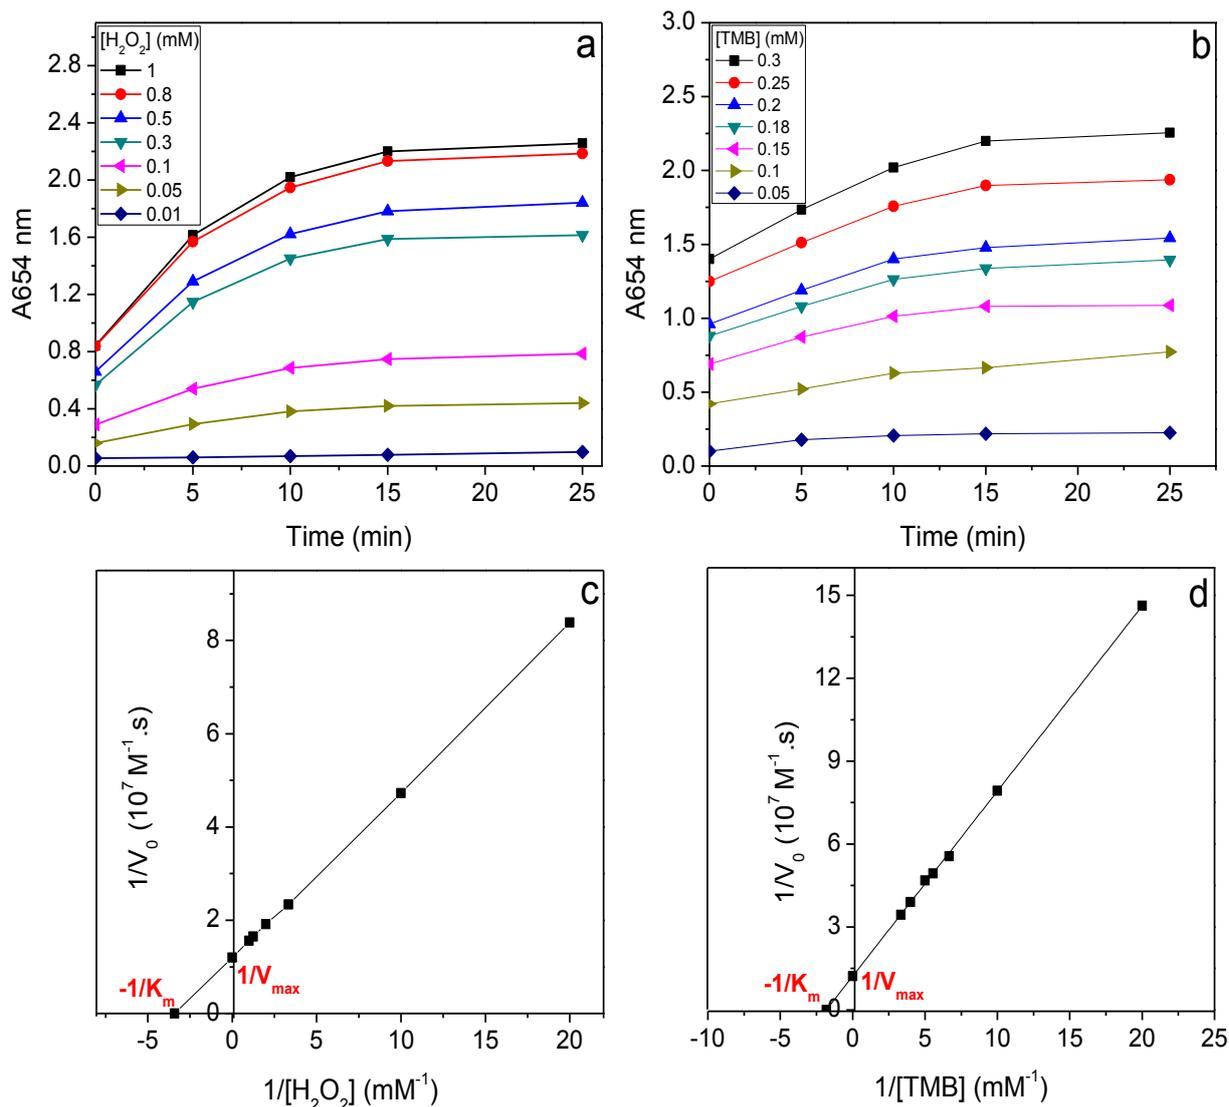 a
[H₂O₂] (mM)
1
0.8
0.5
0.3
0.1
0.05
0.01
2.8
2.4
2.0
1.6
1.2
0.8
0.4
0.0
A654 nm
0 5 10 15 20 25
Time (min)
b
[TMB] (mM)
0.3
0.25
0.2
0.18
0.15
0.1
0.05
3.0
2.5
2.0
1.5
1.0
0.5
0.0
A654 nm
0 5 10 15 20 25
Time (min)
c
8
6
4
2
0
1/V₀ (10⁷ M⁻¹.s)
-1/Kₘ
1/Vₘₐₓ
-5 0 5 10 15 20
1/[H₂O₂] (mM⁻¹)
d
15
12
9
6
3
0
1/V₀ (10⁷ M⁻¹.s)
-1/Kₘ
1/Vₘₐₓ
-10 -5 0 5 10 15 20 25
1/[TMB] (mM⁻¹)